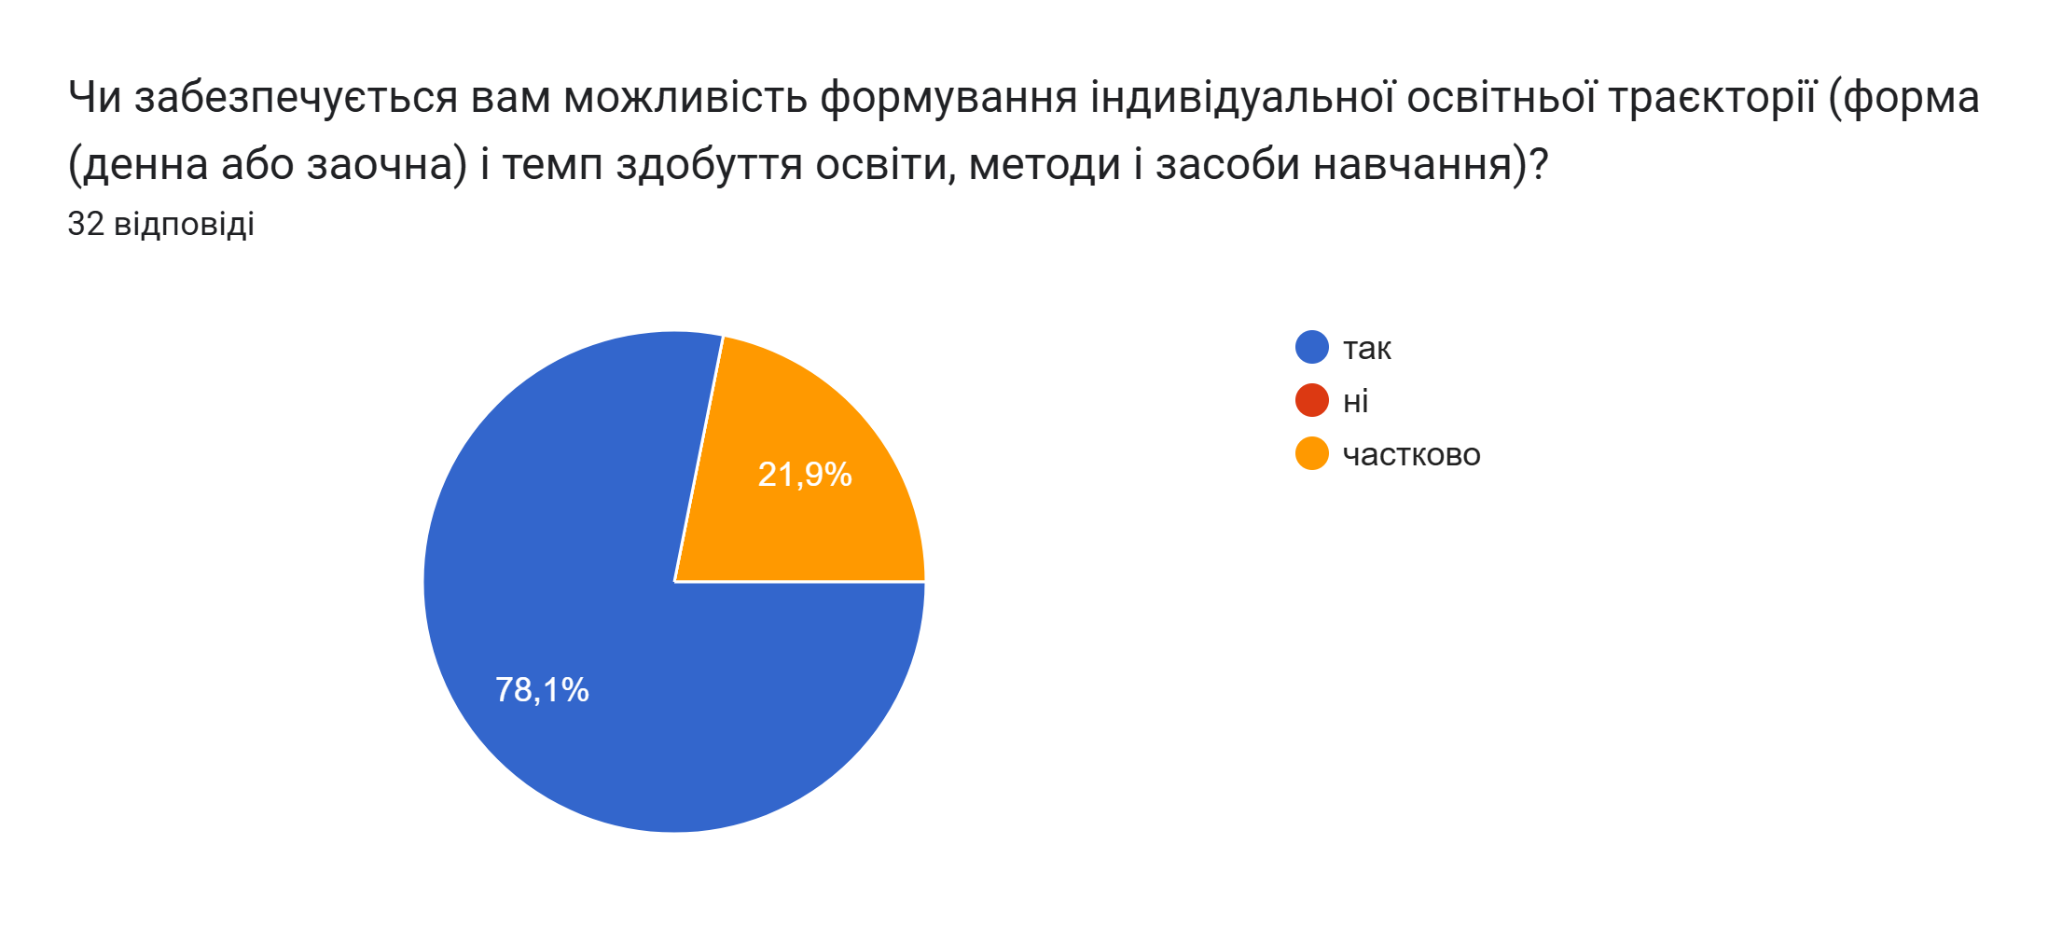 Чи забезпечується вам можливість формування індивідуальної освітньої траєкторії (форма
(денна або заочна) і темп здобуття освіти, методи і засоби навчання)?
32 відповіді
так
ні
частково
21,9%
78,1%